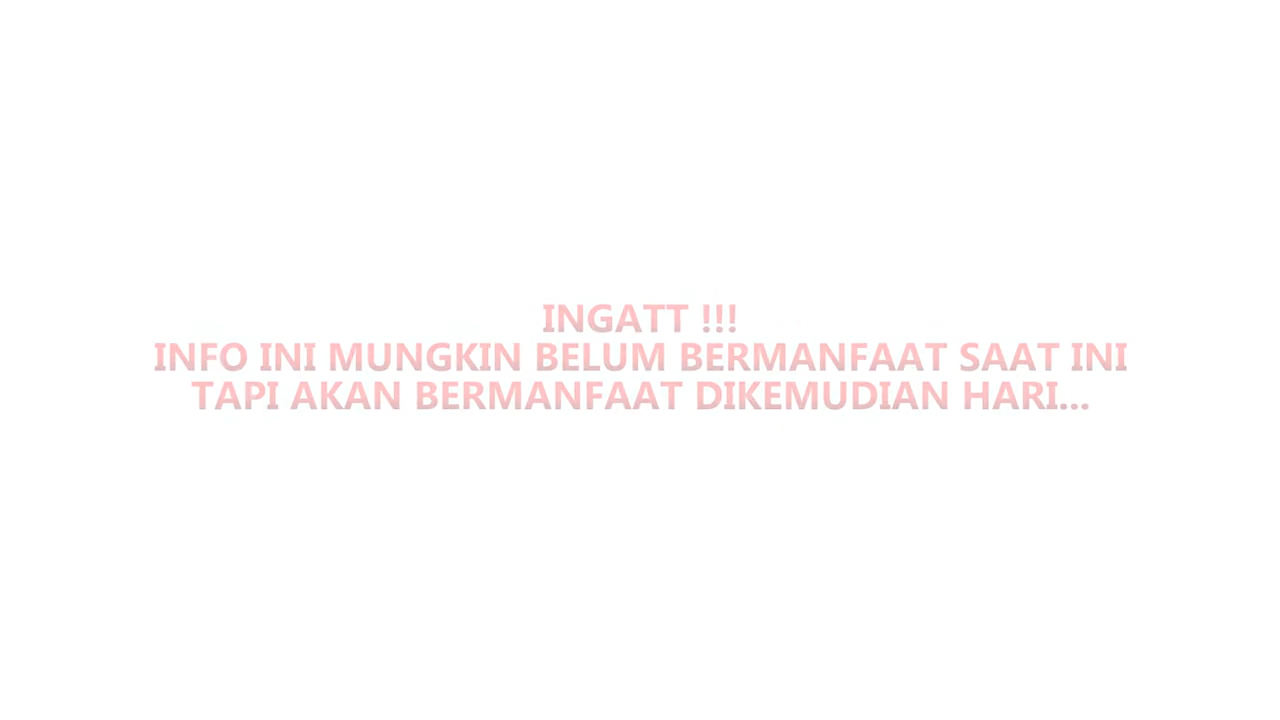 INGATT !!!
INFO INI MUNGKIN BELUM BERMANFAAT SAAT INI
TAPI AKAN BERMANFAAT DIKEMUDIAN HARI...